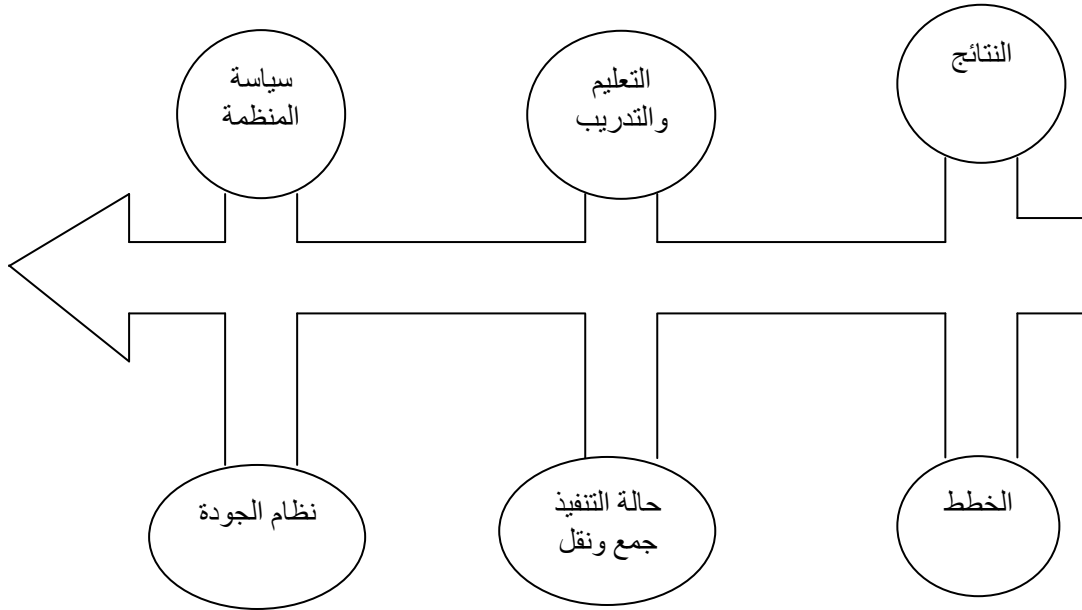 النتائج
التعليم
والتدريب
سياسة
المنظمة
الخطط
حالة التنفيذ
جمع ونقل
نظام الجودة